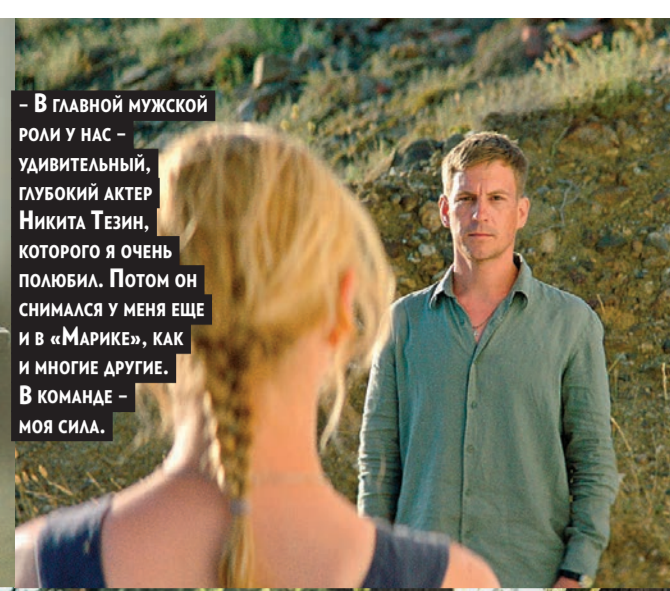 – В главной мужской
роли у нас –
удивительный,
глубокий актер
Никита Тезин,
которого я очень
полюбил. Потом он
снимался у меня еще
и в «Марике», как
и многие другие.
В команде –
моя сила.